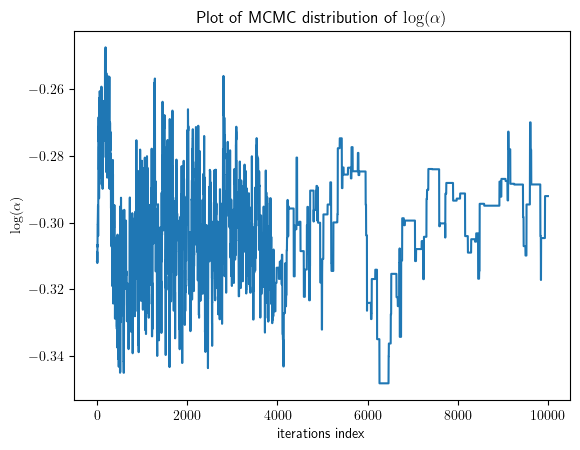 Plot of MCMC distribution of log(α)
log(α)
−0.26
−0.28
−0.30
−0.32
−0.34
0 2000 4000 6000 8000 10000
iterations index